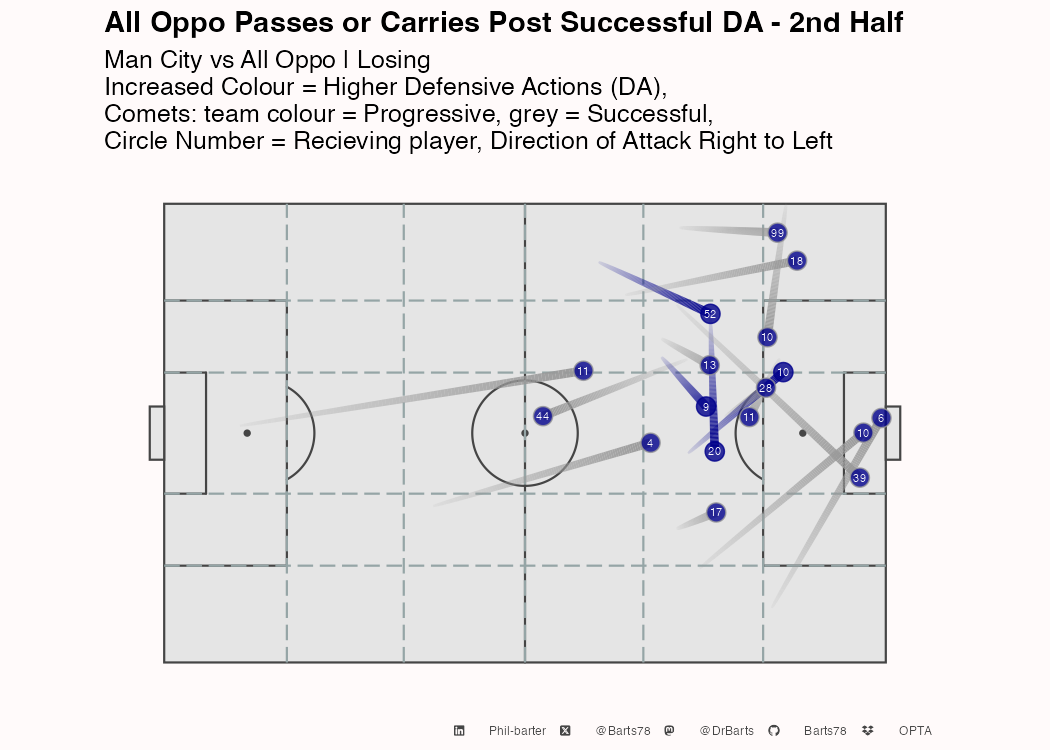 All Oppo Passes or Carries Post Successful DA - 2nd Half
Man City vs All Oppo | Losing
Increased Colour = Higher Defensive Actions (DA),
Comets: team colour = Progressive, grey = Successful,
Circle Number = Recieving player, Direction of Attack Right to Left
99
18
52
10
13
11
10
28
9
44
11
6
10
4
20
39
17
Phil-barter @Barts78 @DrBarts Barts78 OPTA